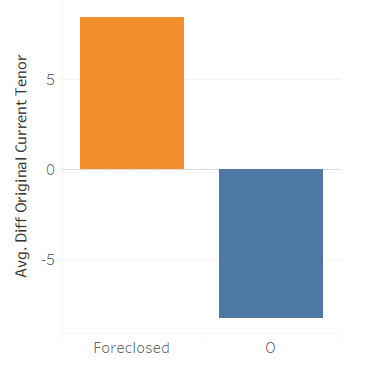 Avg. Diff Original Current Tenor
5
0
-5
Foreclosed
O